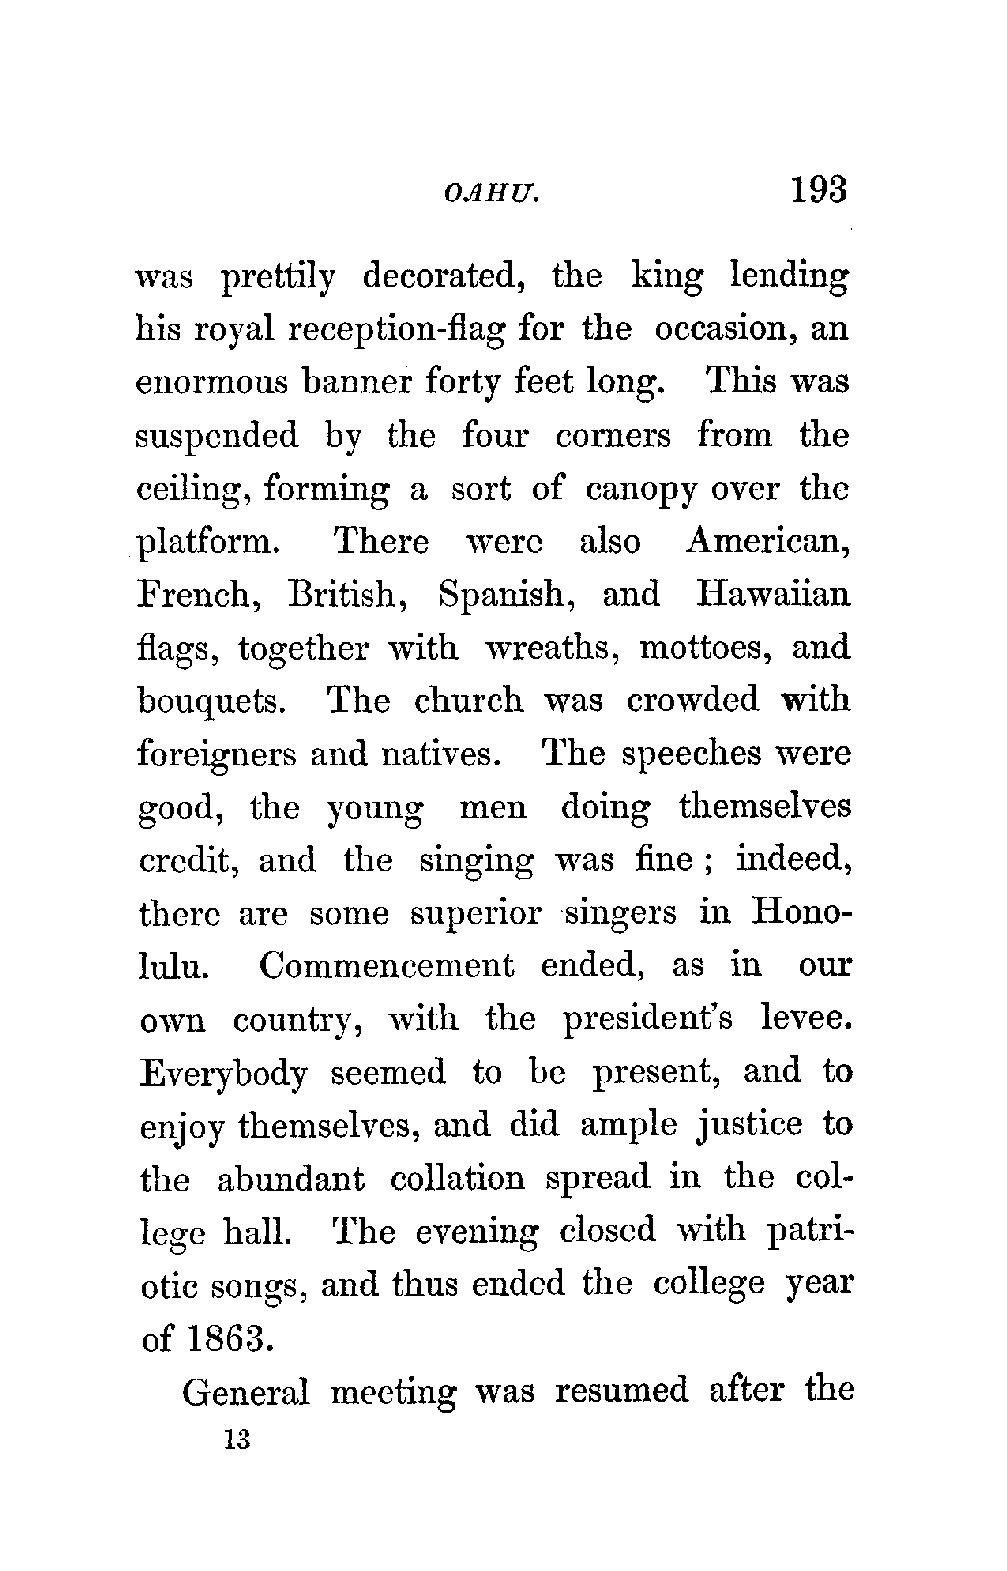 OAHU. 193
was prettily decorated, the king lending
his royal reception-flag for the occasion, an
enormous banner forty feet long. This was
suspended by the four corners from the
ceiling, forming a sort of canopy over the
platform. There were also American,
French, British, Spanish, and Hawaiian
flags, together with wreaths, mottoes, and
bouquets. The church was crowded with
foreigners and natives. The speeches were
good, the young men doing themselves
credit, and the singing was fine ; indeed,
there are some superior singers in Hono-
lulu. Commencement ended, as in our
own country, with the president's levee.
Everybody seemed to be present, and to
enjoy themselves, and did ample justice to
the abundant collation spread in the col-
lege hall. The evening closed with patri-
otic songs, and thus ended the college year
of 1863.
General meeting was resumed after the
13